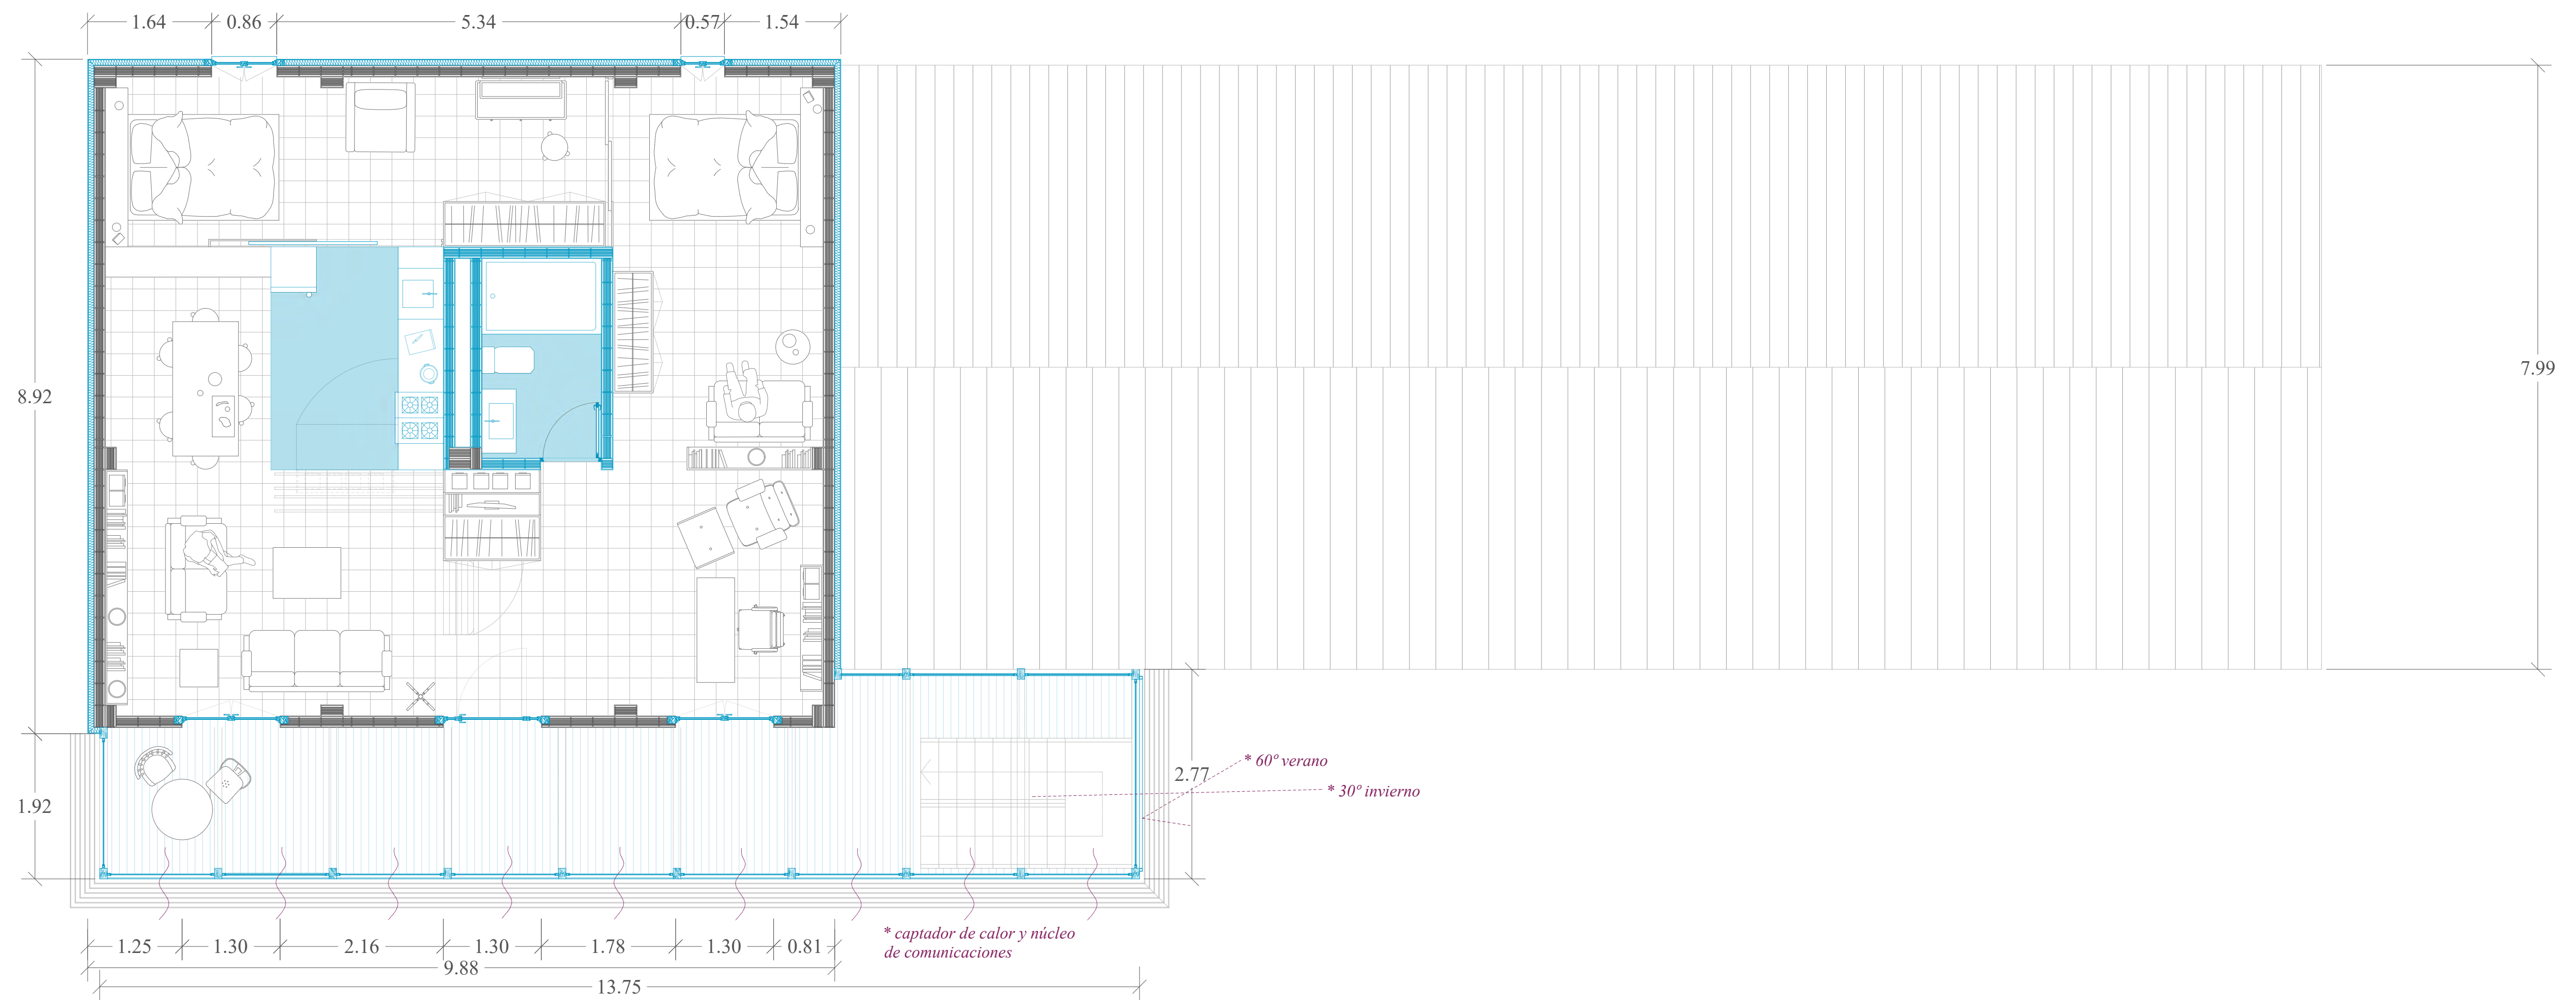 1.64 0.86 5.34 0.57 1.54
8.92
7.99
* 60º verano
2.77
* 30º invierno
1.92
* captador de calor y núcleo
de comunicaciones
1.25 1.30 2.16 1.30 1.78 1.30 0.81
9.88
13.75